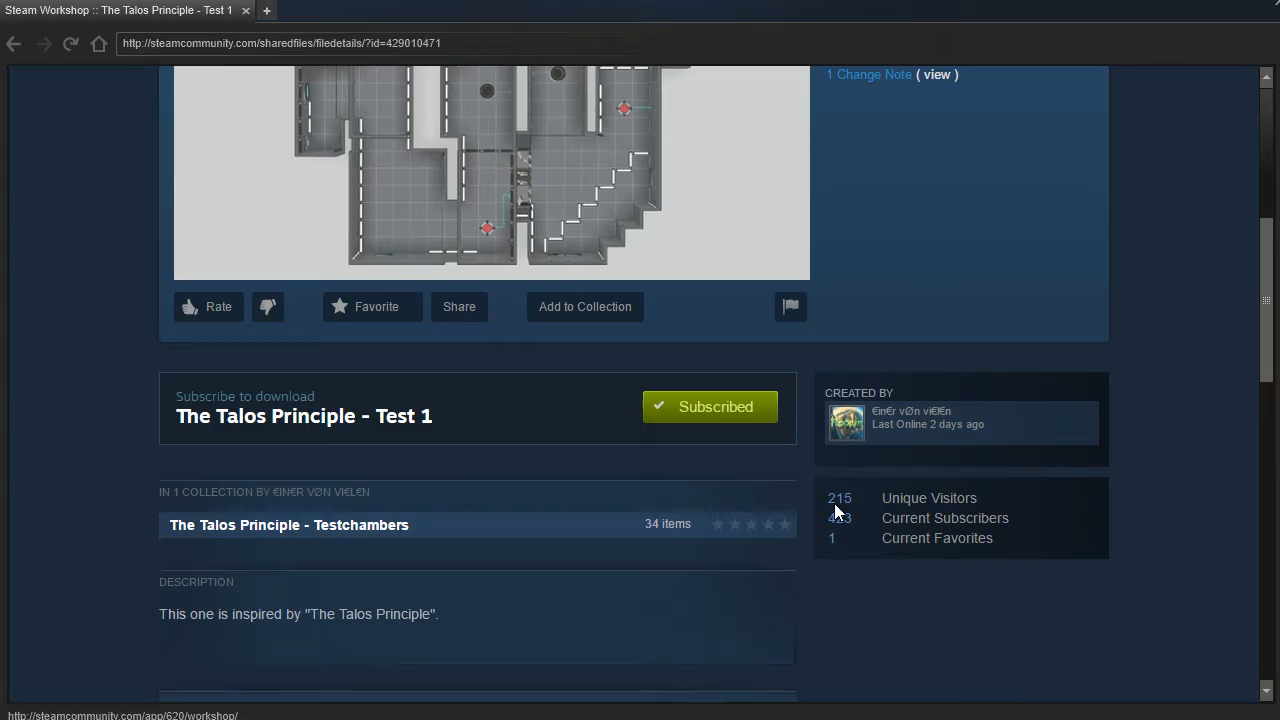 Steam Workshop :: The Talos Principle - Test 1
http://steamcommunity.com/sharedfiles/filedetails/?id=429010471
1 Change Note ( view )
Rate
Favorite
Share
Add to Collection
Subscribe to download
The Talos Principle - Test 1
Subscribed
CREATED BY
€in€r vØn vi€l€n
Last Online 2 days ago
IN 1 COLLECTION BY €IN€R VØN VI€L€N
The Talos Principle - Testchambers 34 items
215 Unique Visitors
423 Current Subscribers
1 Current Favorites
DESCRIPTION
This one is inspired by "The Talos Principle".
http://steamcommunity.com/app/620/workshop/